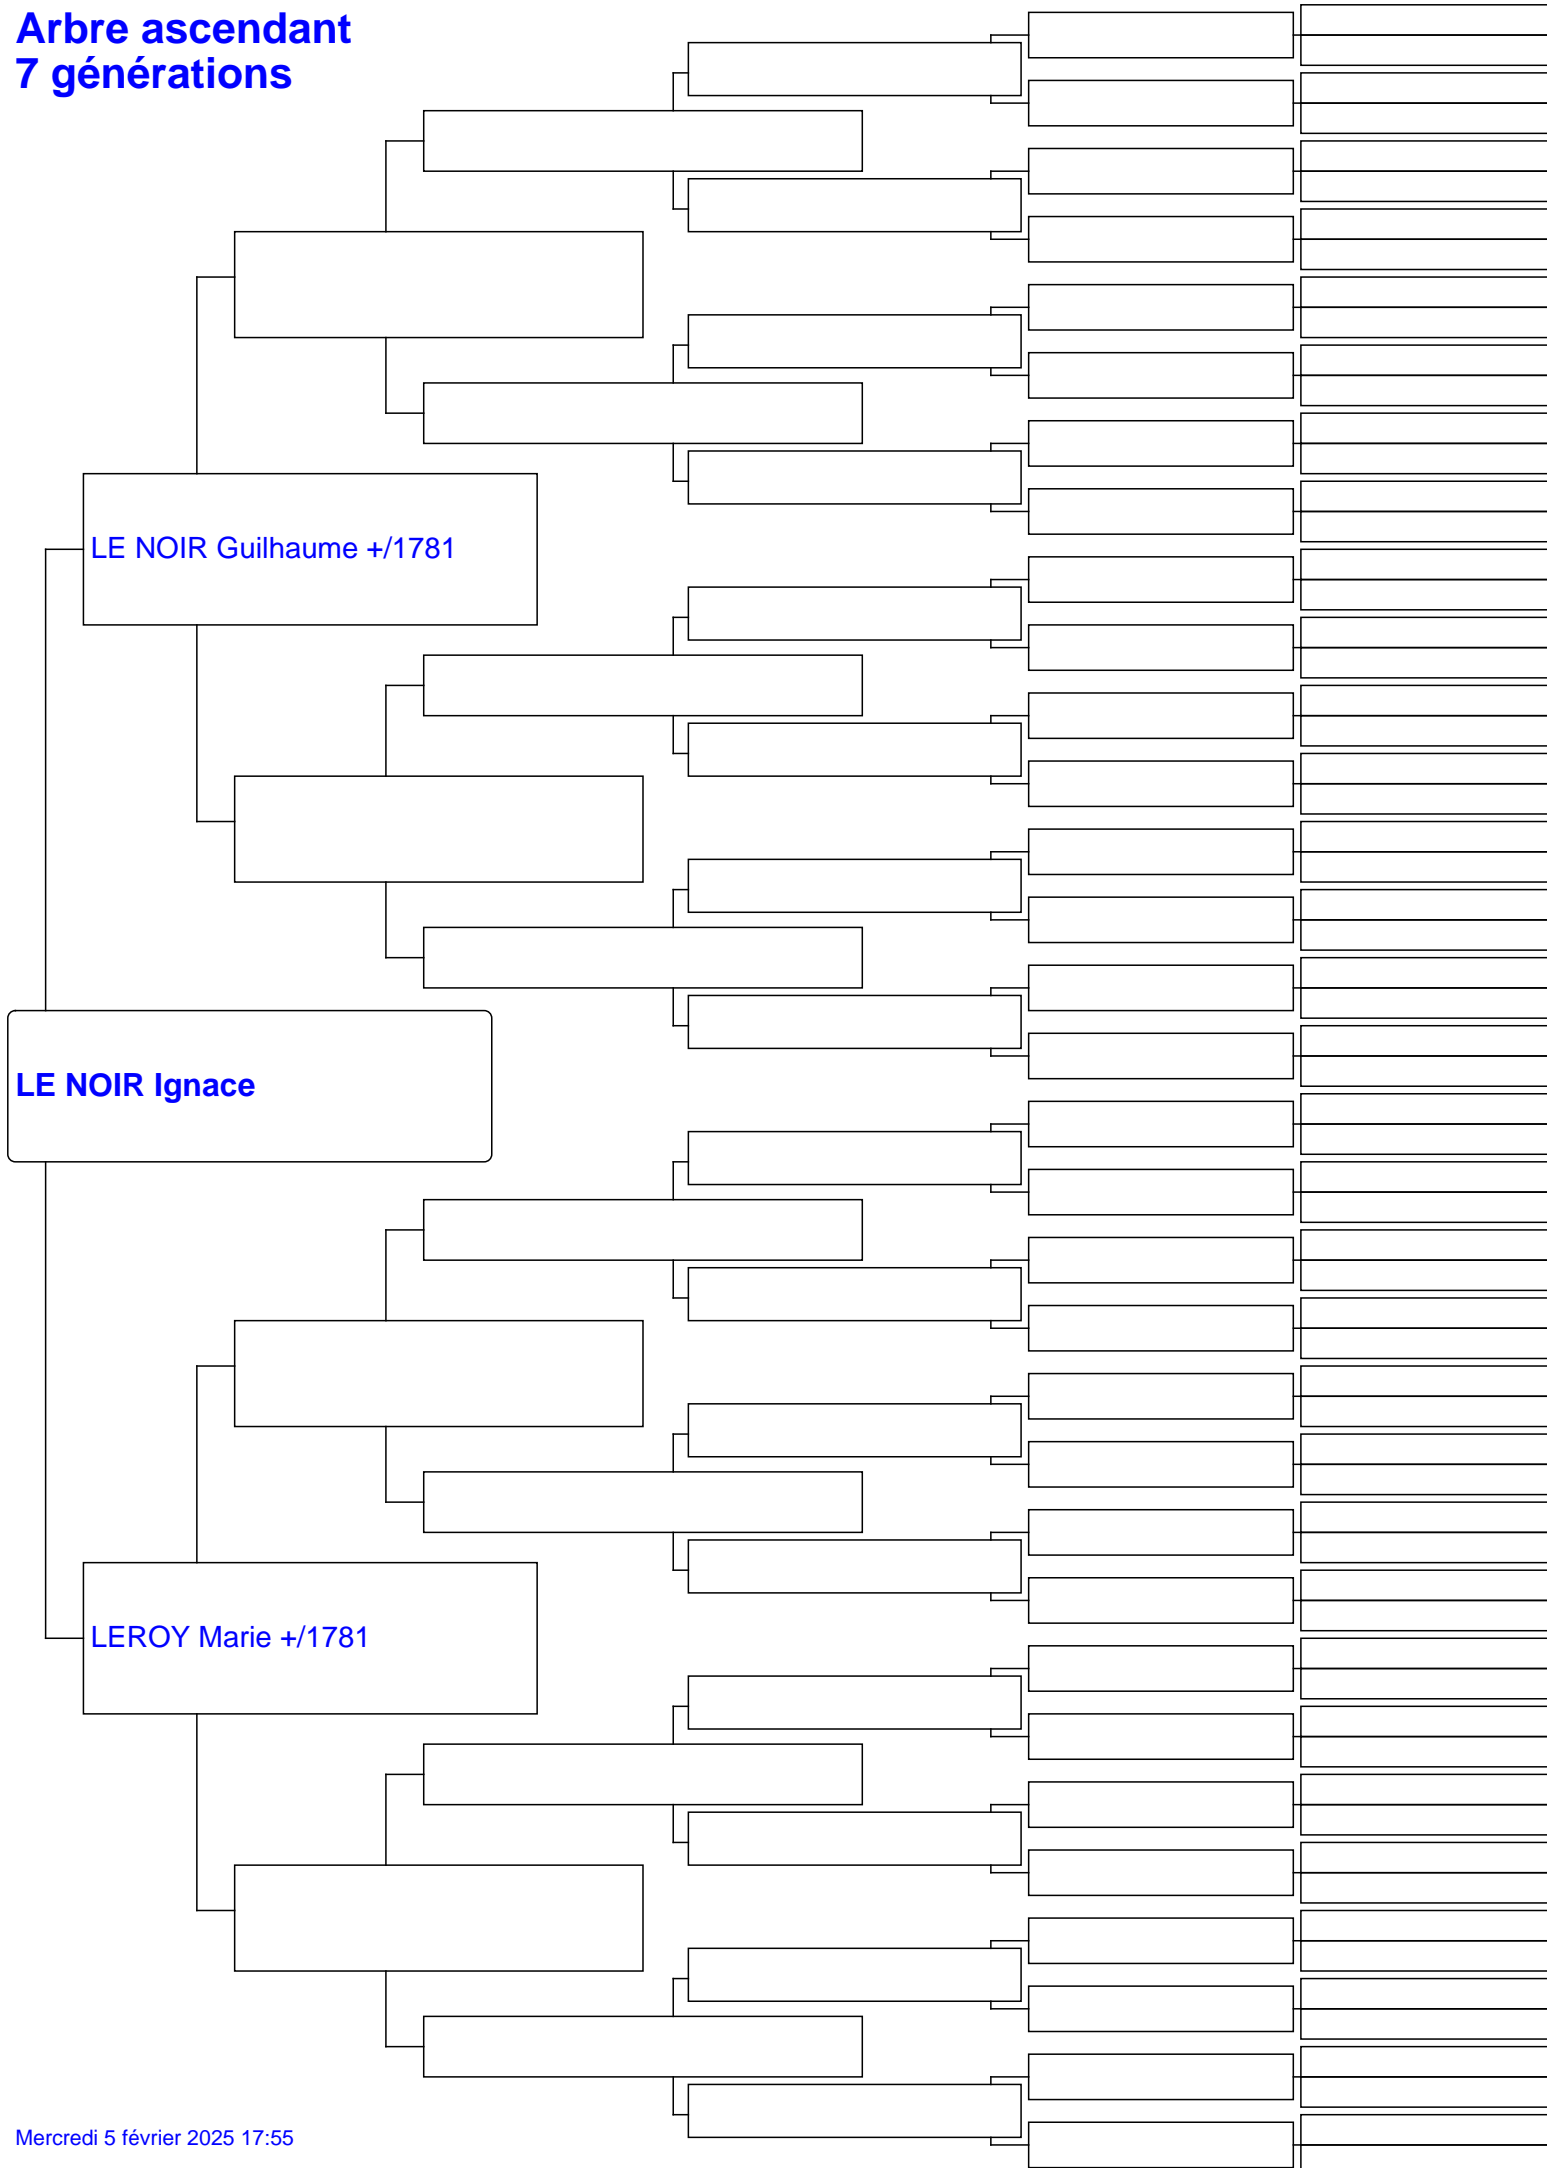 Arbre ascendant
7 générations
LE NOIR Guilhaume +/1781
LE NOIR Ignace
LEROY Marie +/1781
Mercredi 5 février 2025 17:55